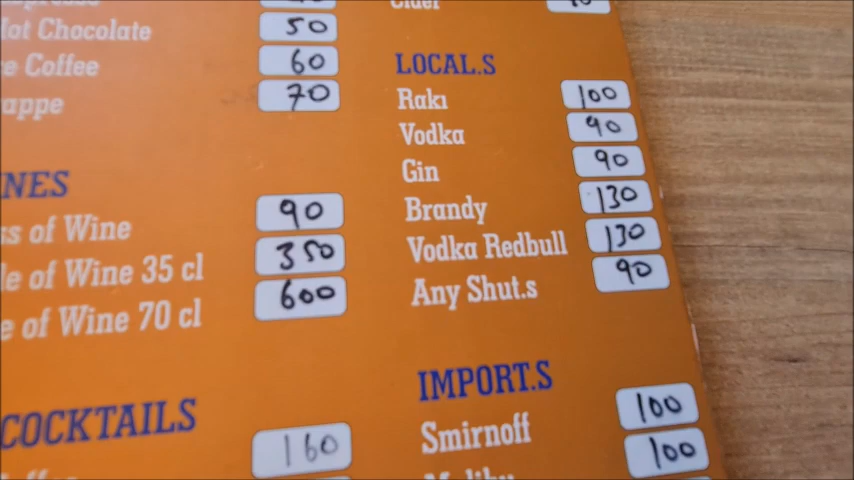 Hot Chocolate 50
Coffee 60
70
Glass of Wine 90
of Wine 35 cl 350
of Wine 70 cl 600
COCKTAILS
160
LOCAL.S
Rakı 100
Vodka 90
Gin 90
Brandy 130
Vodka Redbull 130
Any Shut.s 90
IMPORT.S
Smirnoff 100
100